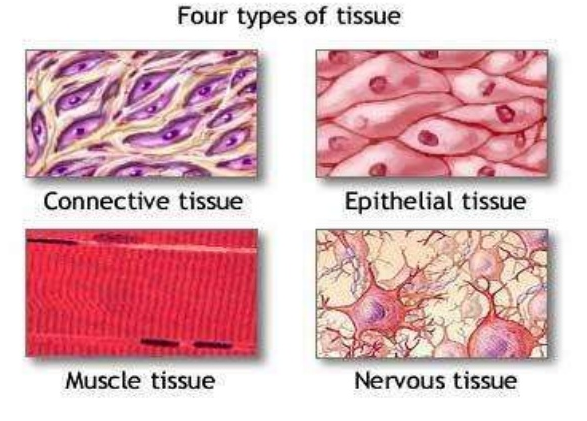 Four types of tissue
Connective tissue
Epithelial tissue
Muscle tissue
Nervous tissue